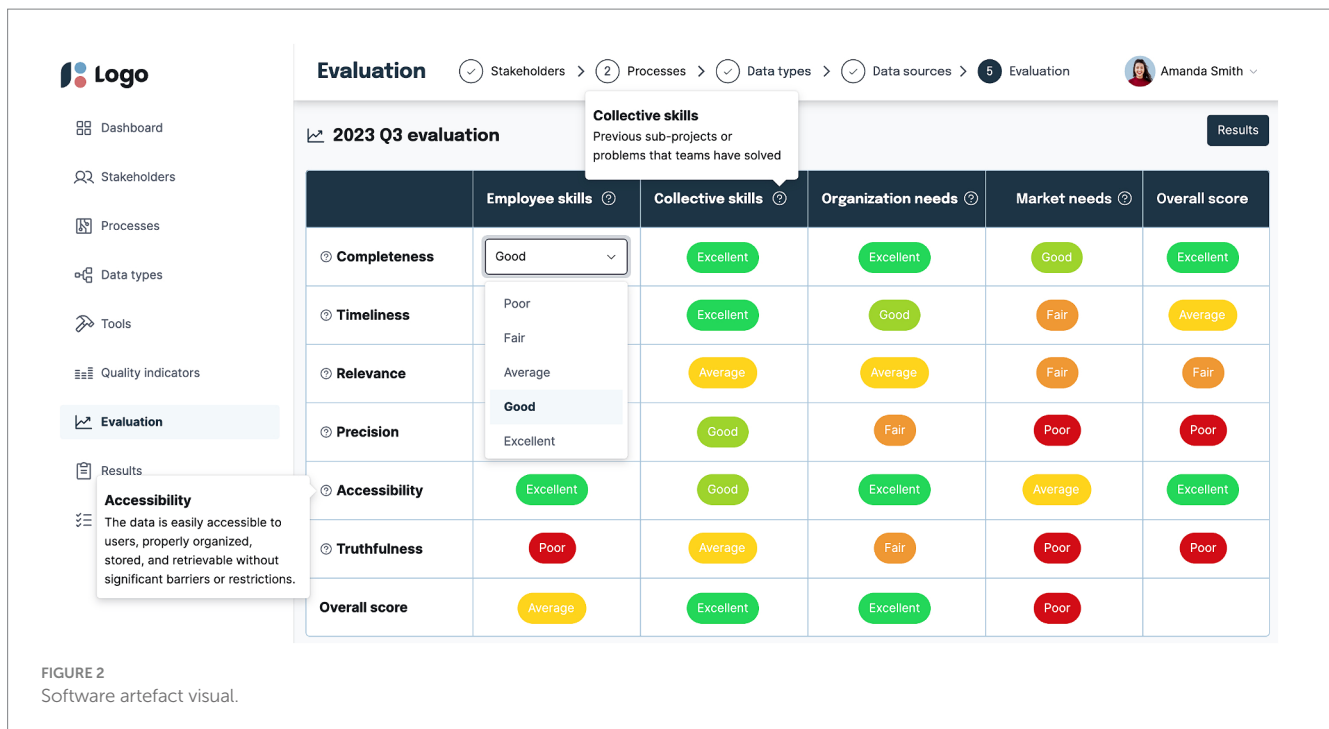 Logo
Evaluation
Stakeholders
2 Processes
Data types
Data sources
5 Evaluation
Amanda Smith
Dashboard
Stakeholders
Processes
Data types
Tools
Quality indicators
Evaluation
Results
Accessibility
The data is easily accessible to
users, properly organized,
stored, and retrievable without
significant barriers or restrictions.
2023 Q3 evaluation
Collective skills
Previous sub-projects or
problems that teams have solved
Results
Employee skills ? Collective skills ? Organization needs ? Market needs ? Overall score
? Completeness Good Excellent Excellent Good Excellent
Poor
Fair
Average
Good
Excellent
? Timeliness Excellent Good Fair Average
? Relevance Average Average Fair Fair
? Precision Good Fair Poor Poor
? Accessibility Excellent Good Excellent Average Excellent
? Truthfulness Poor Average Fair Poor Poor
Overall score Average Excellent Excellent Poor
FIGURE 2
Software artefact visual.